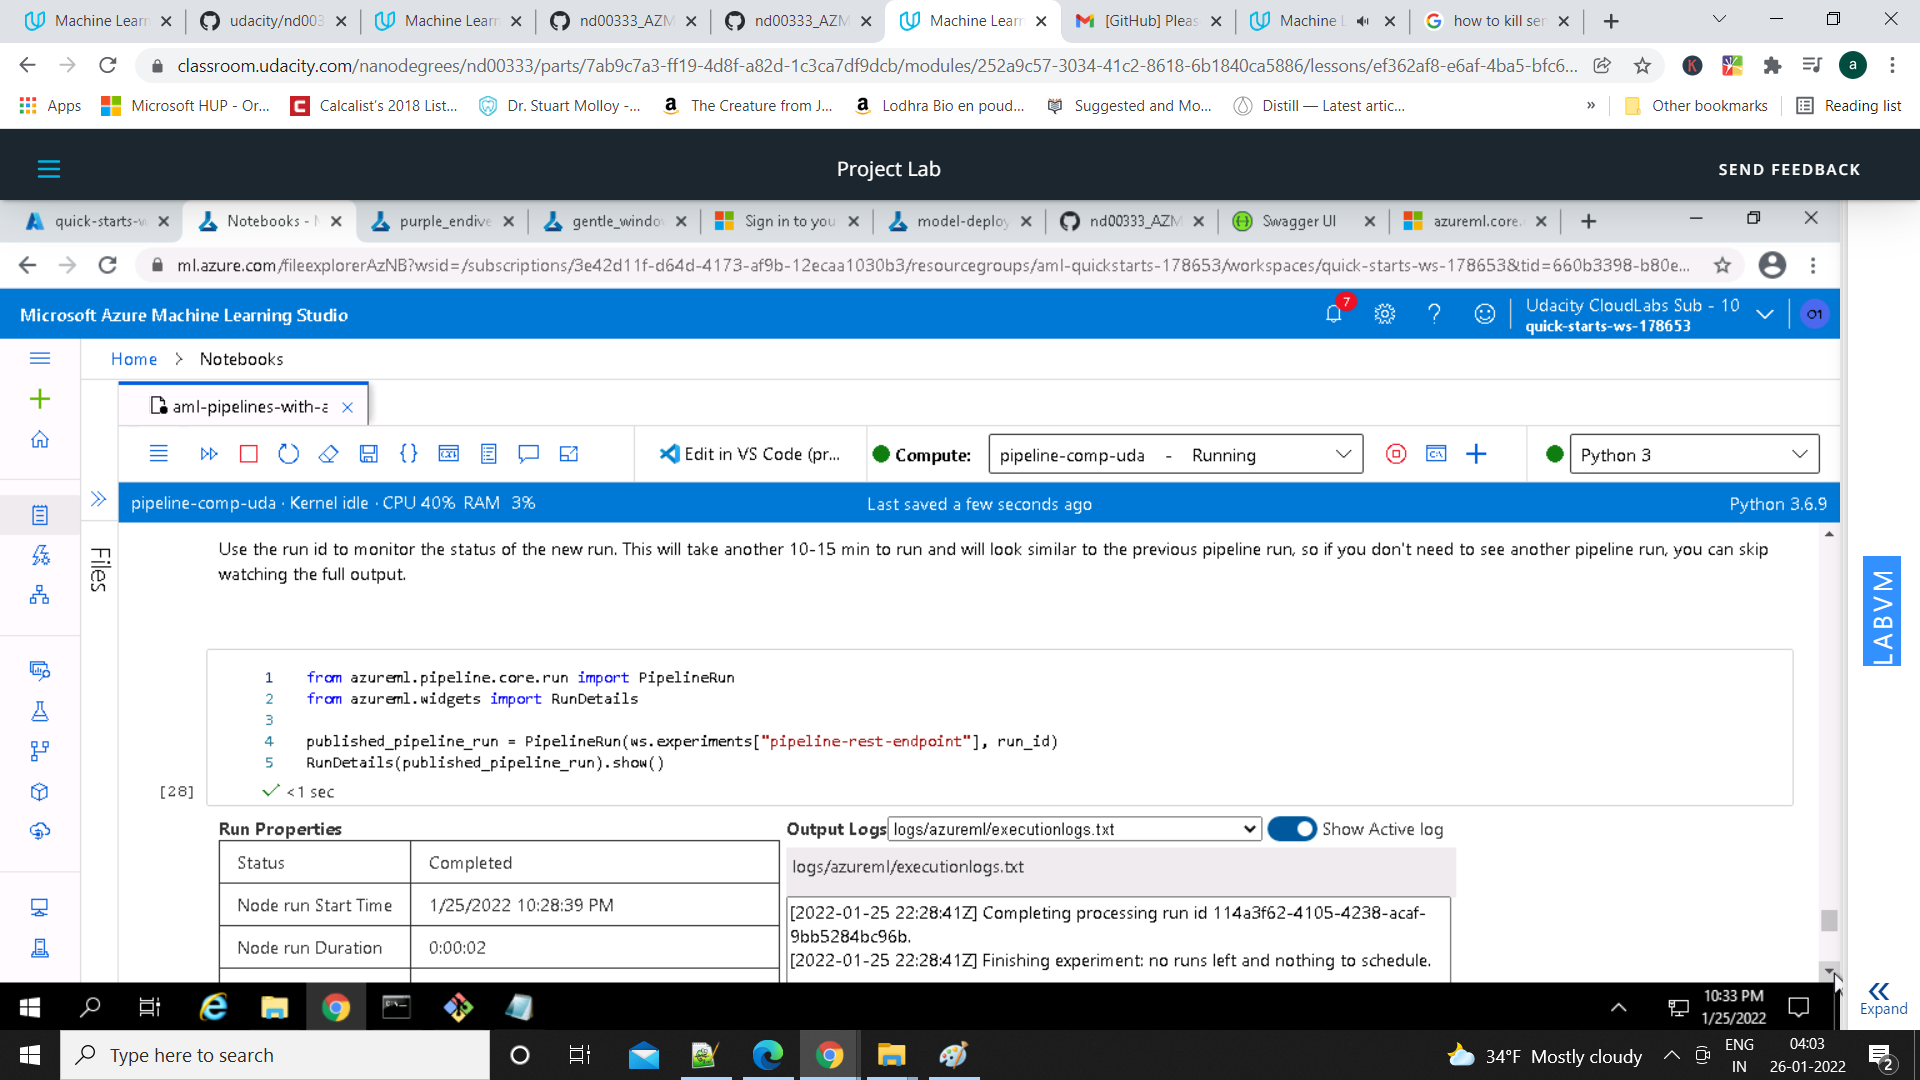 Machine Learn
udacity/nd003
Machine Learn
nd00333_AZM
nd00333_AZM
Machine Learn
[GitHub] Pleas
Machine L
how to kill ser
classroom.udacity.com/nanodegrees/nd00333/parts/7ab9c7a3-ff19-4d8f-a82d-1c3ca7df9dcb/modules/252a9c57-3034-41c2-8618-6b1840ca5886/lessons/ef362af8-e6af-4ba5-bfc6...
K
a
Apps
Microsoft HUP - Or...
Calcalist's 2018 List...
Dr. Stuart Molloy -...
The Creature from J...
Lodhra Bio en poud...
Suggested and Mo...
Distill — Latest artic...
»
Other bookmarks
Reading list
Project Lab
SEND FEEDBACK
quick-starts-w
Notebooks - M
purple_endive
gentle_windo
Sign in to you
model-deploy
nd00333_AZM
Swagger UI
azureml.core.
ml.azure.com/fileexplorerAzNB?wsid=/subscriptions/3e42d11f-d64d-4173-af9b-12ecaa1030b3/resourcegroups/aml-quickstarts-178653/workspaces/quick-starts-ws-178653&tid=660b3398-b80e...
Microsoft Azure Machine Learning Studio
7
Udacity CloudLabs Sub - 10
quick-starts-ws-178653
O1
Home > Notebooks
aml-pipelines-with-a
Edit in VS Code (pr...
Compute:
pipeline-comp-uda - Running
Python 3
pipeline-comp-uda · Kernel idle · CPU 40% RAM 3%
Last saved a few seconds ago
Python 3.6.9
Files
Use the run id to monitor the status of the new run. This will take another 10-15 min to run and will look similar to the previous pipeline run, so if you don't need to see another pipeline run, you can skip
watching the full output.
1 from azureml.pipeline.core.run import PipelineRun
2 from azureml.widgets import RunDetails
3
4 published_pipeline_run = PipelineRun(ws.experiments["pipeline-rest-endpoint"], run_id)
5 RunDetails(published_pipeline_run).show()
[28]
<1 sec
Run Properties
Status Completed
Node run Start Time 1/25/2022 10:28:39 PM
Node run Duration 0:00:02
Output Logs
logs/azureml/executionlogs.txt
Show Active log
logs/azureml/executionlogs.txt
[2022-01-25 22:28:41Z] Completing processing run id 114a3f62-4105-4238-acaf-
9bb5284bc96b.
[2022-01-25 22:28:41Z] Finishing experiment: no runs left and nothing to schedule.
LABVM
Expand
10:33 PM
1/25/2022
Type here to search
34°F Mostly cloudy
ENG
IN
04:03
26-01-2022
2